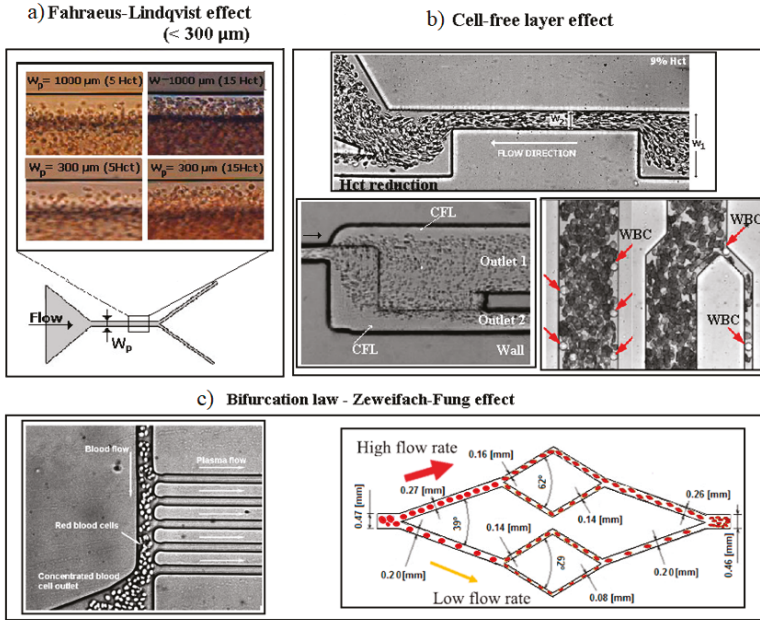 a) Fahraeus-Lindqvist effect
(< 300 μm)
Wp= 1000 μm (5 Hct)
W=1000 μm (15 Hct)
Wp = 300 μm (5Hct)
Wp = 300 μm (15Hct)
Flow
Wp
b) Cell-free layer effect
9% Hct
W2
W1
FLOW DIRECTION
Hct reduction
CFL
Outlet 1
Outlet 2
CFL
Wall
WBC
WBC
WBC
c) Bifurcation law - Zeweifach-Fung effect
Blood flow
Plasma flow
Red blood cells
Concentrated blood
cell outlet
High flow rate
0.16 [mm]
0.27 [mm]
62º
0.26 [mm]
0.47 [mm]
39º
0.14 [mm]
0.14 [mm]
62º
0.20[mm]
0.20[mm]
0.46 [mm]
0.08 [mm]
Low flow rate